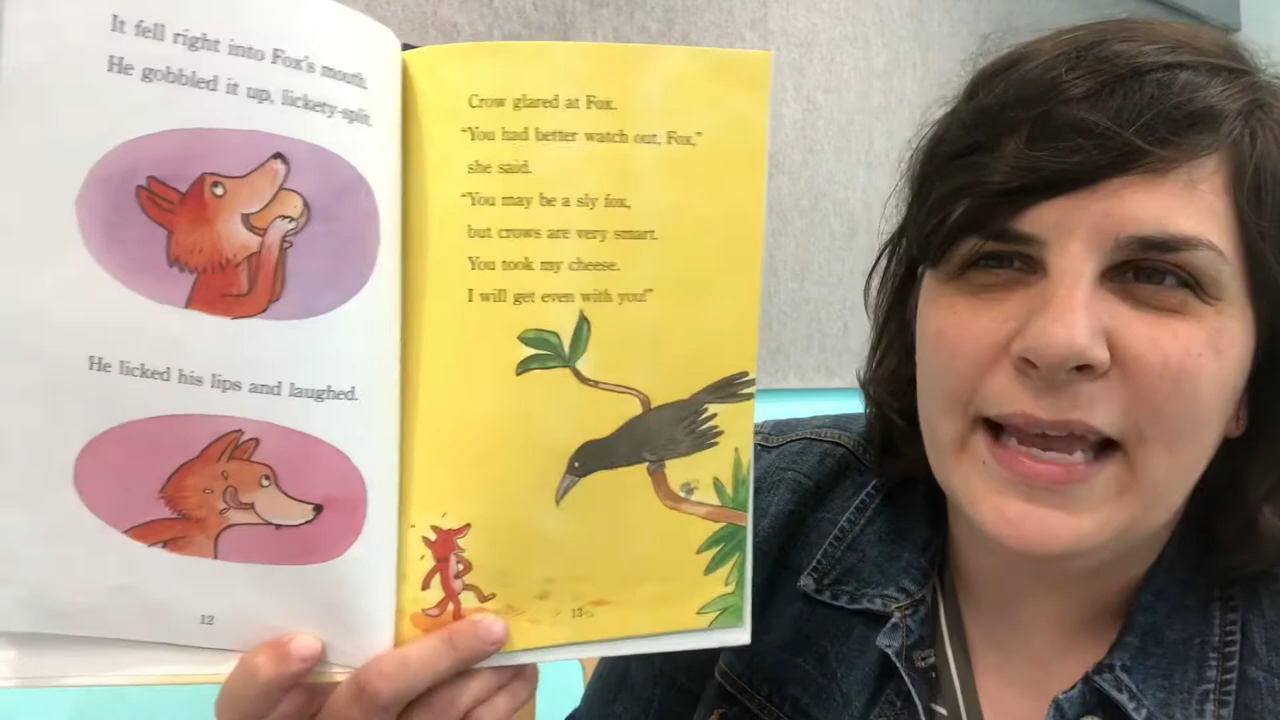 It fell right into Fox's mouth.
He gobbled it up, lickety-split.
He licked his lips and laughed.
12
Crow glared at Fox.
"You had better watch out, Fox,"
she said.
"You may be a sly fox,
but crows are very smart.
You took my cheese.
I will get even with you!"
13